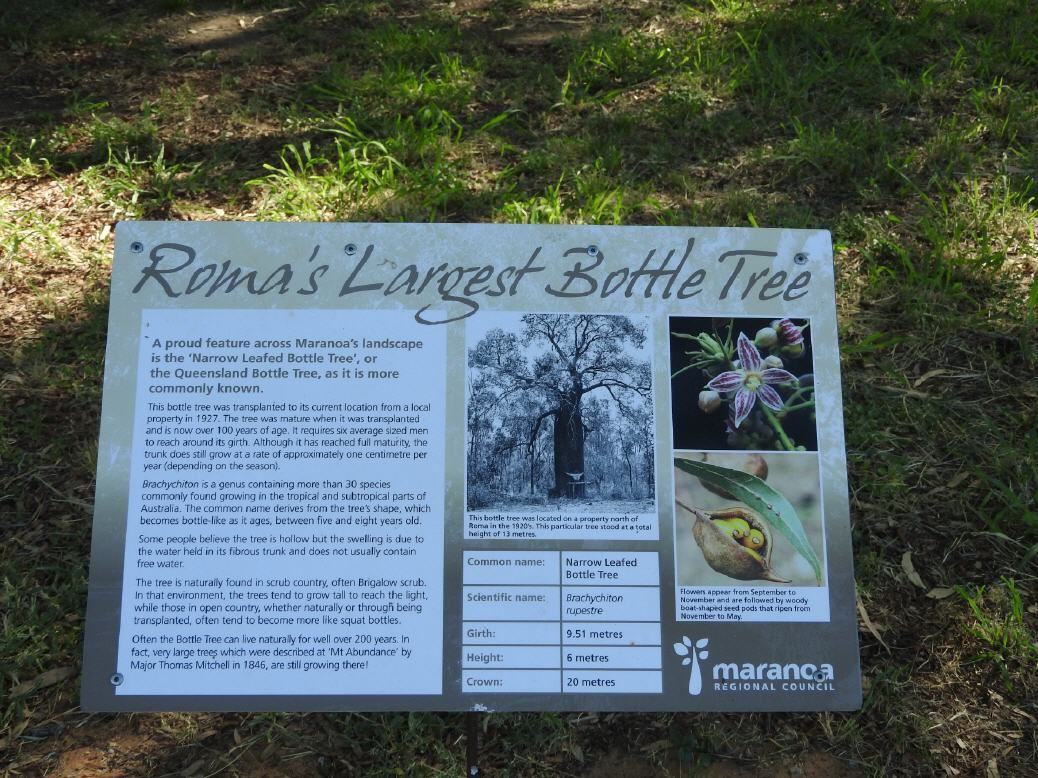 Roma's Largest Bottle Tree
A proud feature across Maranoa's landscape
is the 'Narrow Leafed Bottle Tree', or
the Queensland Bottle Tree, as it is more
commonly known.
This bottle tree was transplanted to its current location from a local
property in 1927. The tree was mature when it was transplanted
and is now over 100 years of age. It requires six average sized men
to reach around its girth. Although it has reached full maturity, the
trunk does still grow at a rate of approximately one centimetre per
year (depending on the season).
Brachychiton is a genus containing more than 30 species
commonly found growing in the tropical and subtropical parts of
Australia. The common name derives from the tree's shape, which
becomes bottle-like as it ages, between five and eight years old.
Some people believe the tree is hollow but the swelling is due to
the water held in its fibrous trunk and does not usually contain
free water.
The tree is naturally found in scrub country, often Brigalow scrub.
In that environment, the trees tend to grow tall to reach the light,
while those in open country, whether naturally or through being
transplanted, often tend to become more like squat bottles.
Often the Bottle Tree can live naturally for well over 200 years. In
fact, very large trees which were described at 'Mt Abundance' by
Major Thomas Mitchell in 1846, are still growing there!
This bottle tree was located on a property north of
Roma in the 1920's. This particular tree stood at a total
height of 13 metres.
Common name: Narrow Leafed
Bottle Tree
Scientific name: Brachychiton
rupestre
Girth: 9.51 metres
Height: 6 metres
Crown: 20 metres
Flowers appear from September to
November and are followed by woody
boat-shaped seed pods that ripen from
November to May.
maranoa
REGIONAL COUNCIL